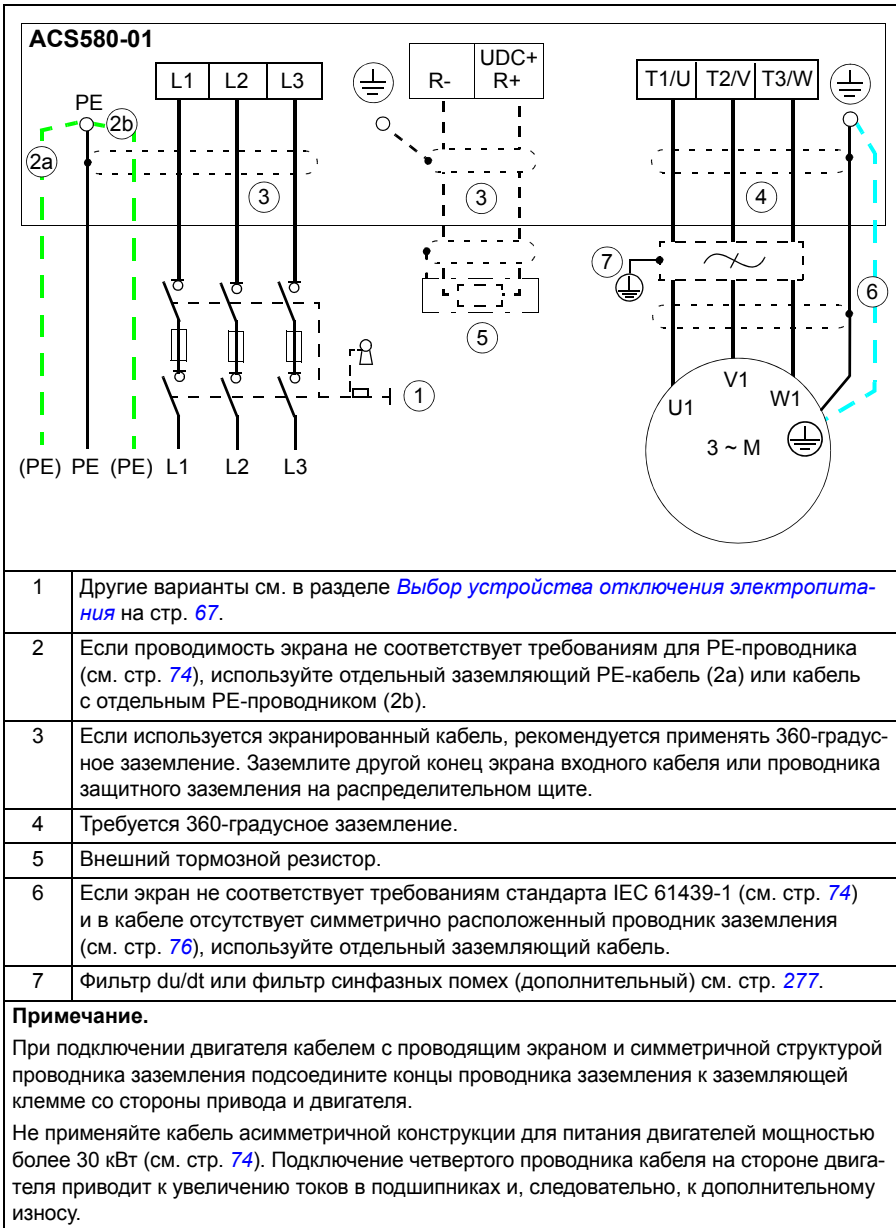 ACS580-01
L1 L2 L3
R-
UDC+
R+
T1/U T2/V T3/W
PE
2b
2a
3
3
4
7
6
5
1
V1
U1
W1
3 ~ M
(PE) PE (PE) L1 L2 L3
1 Другие варианты см. в разделе Выбор устройства отключения электропита-
ния на стр. 67.
2 Если проводимость экрана не соответствует требованиям для PE-проводника
(см. стр. 74), используйте отдельный заземляющий PE-кабель (2a) или кабель
с отдельным PE-проводником (2b).
3 Если используется экранированный кабель, рекомендуется применять 360-градус-
ное заземление. Заземлите другой конец экрана входного кабеля или проводника
защитного заземления на распределительном щите.
4 Требуется 360-градусное заземление.
5 Внешний тормозной резистор.
6 Если экран не соответствует требованиям стандарта IEC 61439-1 (см. стр. 74)
и в кабеле отсутствует симметрично расположенный проводник заземления
(см. стр. 76), используйте отдельный заземляющий кабель.
7 Фильтр du/dt или фильтр синфазных помех (дополнительный) см. стр. 277.
Примечание.
При подключении двигателя кабелем с проводящим экраном и симметричной структурой
проводника заземления подсоедините концы проводника заземления к заземляющей
клемме со стороны привода и двигателя.
Не применяйте кабель асимметричной конструкции для питания двигателей мощностью
более 30 кВт (см. стр. 74). Подключение четвертого проводника кабеля на стороне двига-
теля приводит к увеличению токов в подшипниках и, следовательно, к дополнительному
износу.